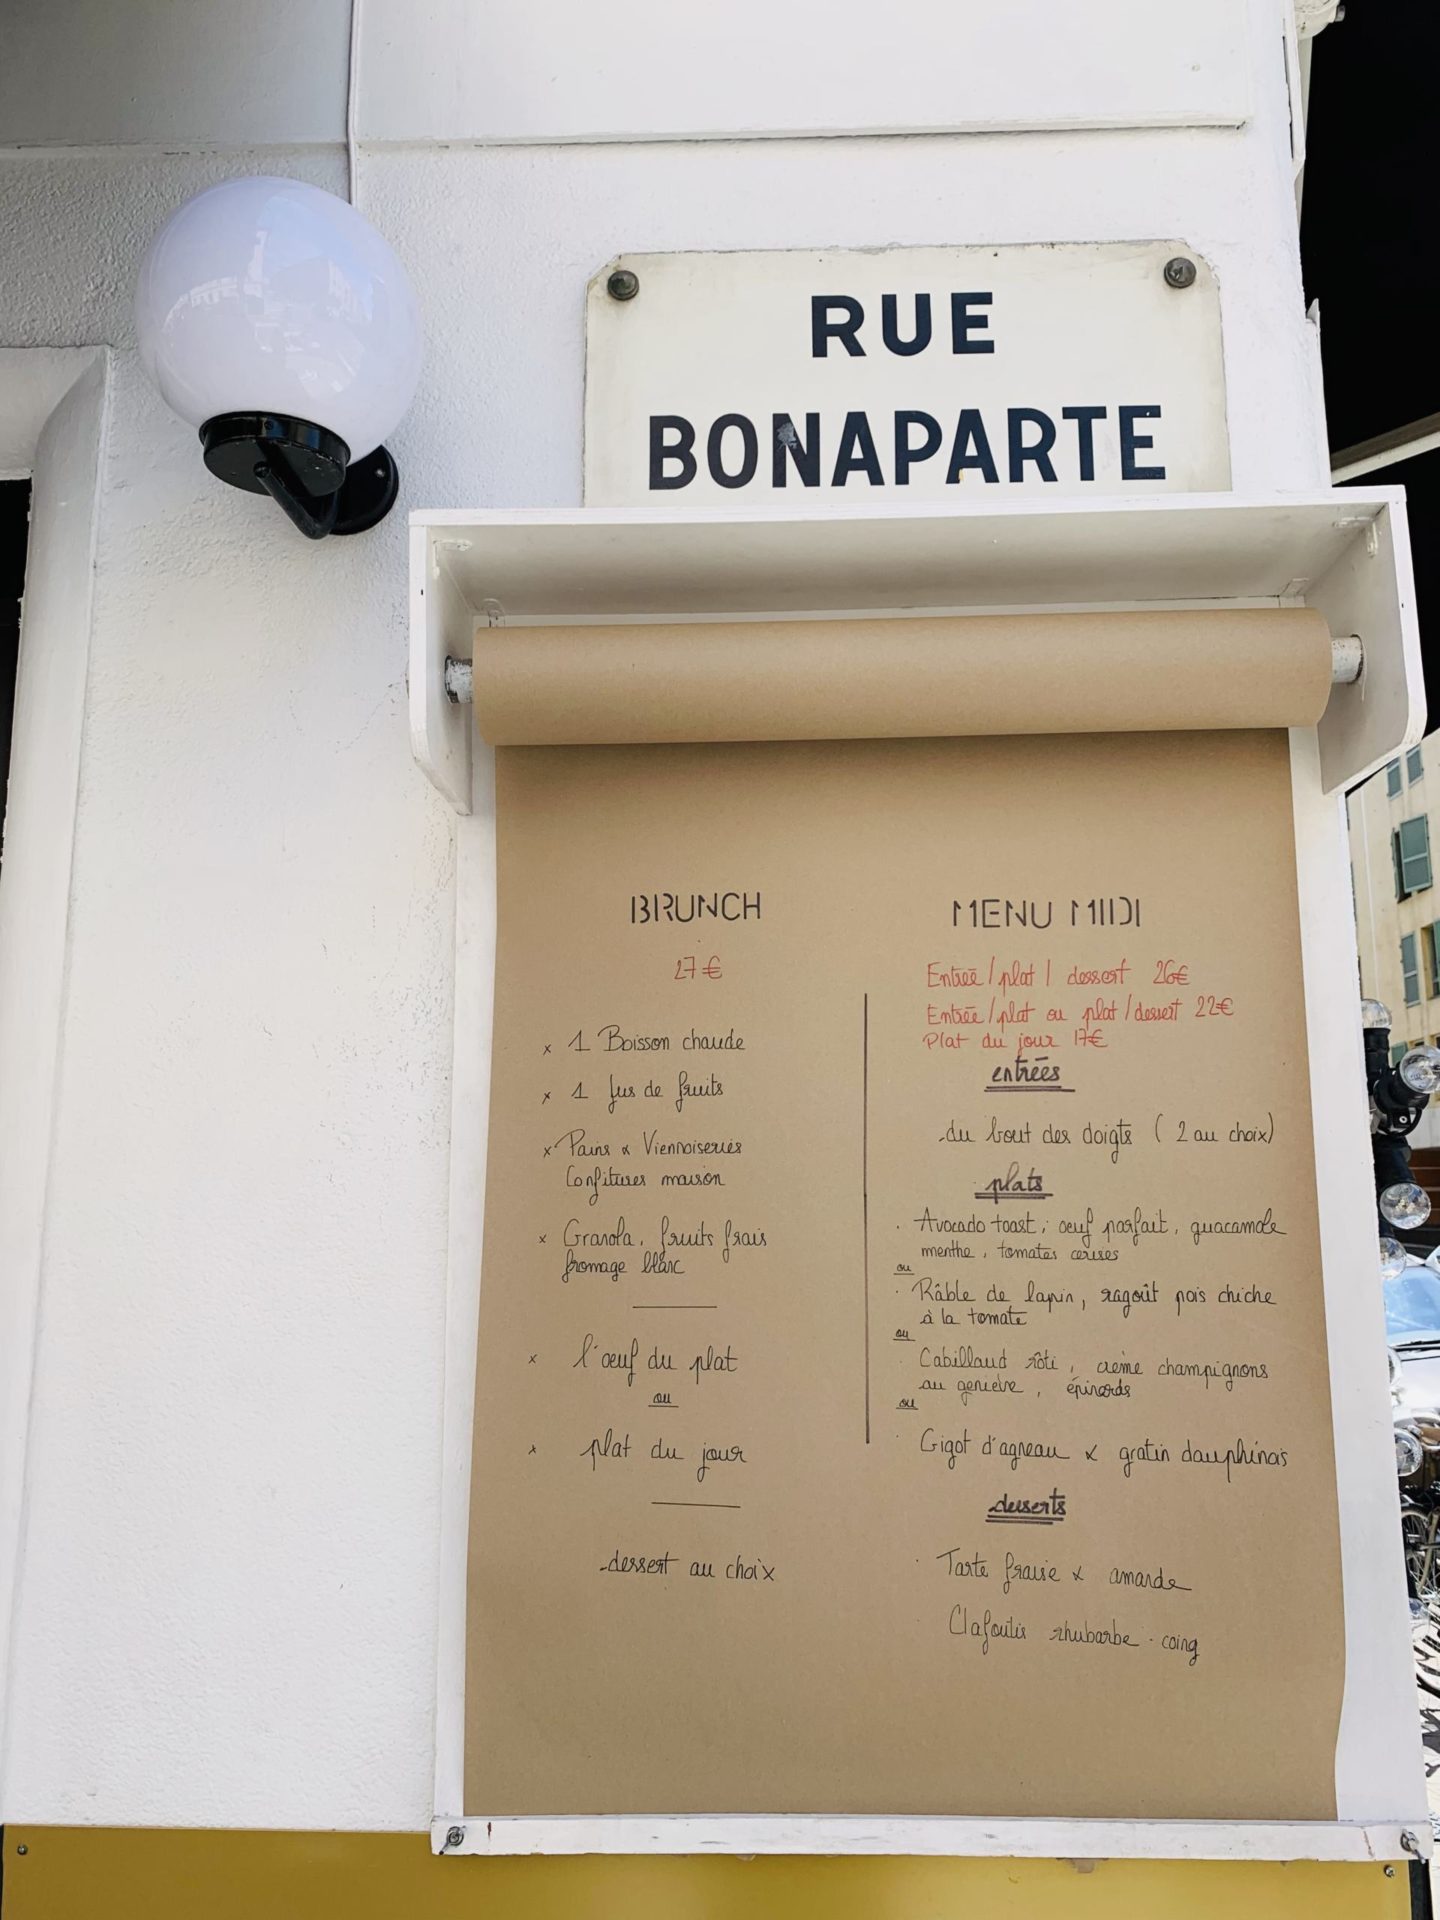 RUE
BONAPARTE
BRUNCH
27€
x 1 Boisson chaude
x 1 Jus de fruits
x Pains x Viennoiseries
Confitures maison
x Granola, fruits frais
fromage blanc
x l'œuf du plat
ou
x plat du jour
dessert au choix
MENU MIDI
Entrée/plat/dessert 26€
Entrée/plat ou plat/dessert 22€
Plat du jour 17€
entrées
du bout des doigts (2 au choix)
plats
. Avocado toast, œuf parfait, guacamole
menthe, tomates cerises
ou
. Râble de lapin, ragoût pois chiche
à la tomate
ou
. Cabillaud rôti, crème champignons
au genièvre, épinards
ou
. Gigot d'agneau x gratin dauphinois
desserts
. Tarte fraise x amande
. Clafoutis rhubarbe - coing